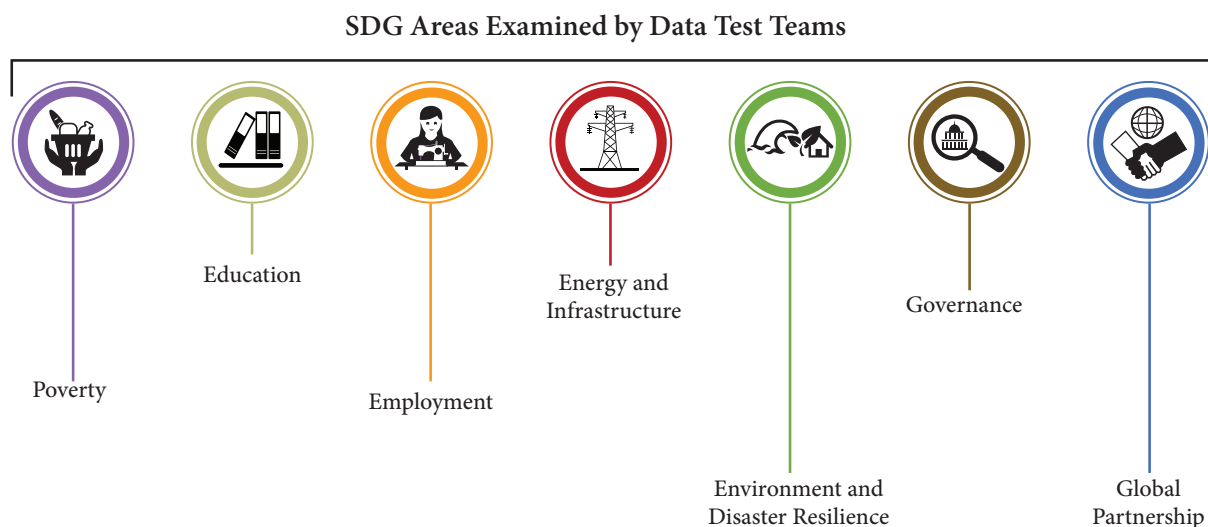 SDG Areas Examined by Data Test Teams
Poverty
Education
Employment
Energy and
Infrastructure
Environment and
Disaster Resilience
Governance
Global
Partnership